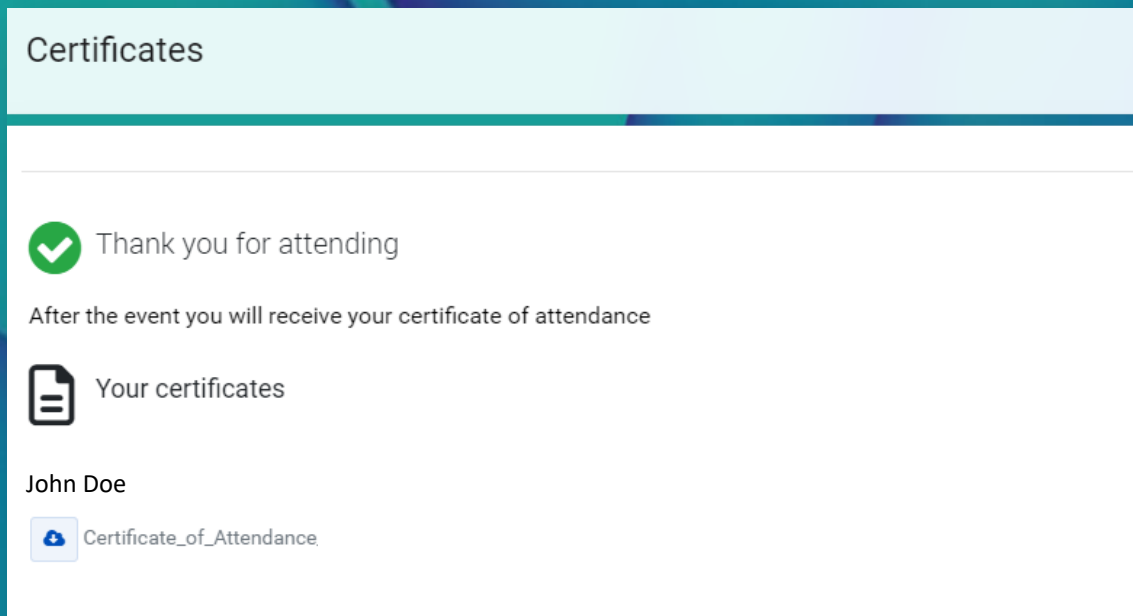 Certificates
Thank you for attending
After the event you will receive your certificate of attendance
Your certificates
John Doe
Certificate_of_Attendance